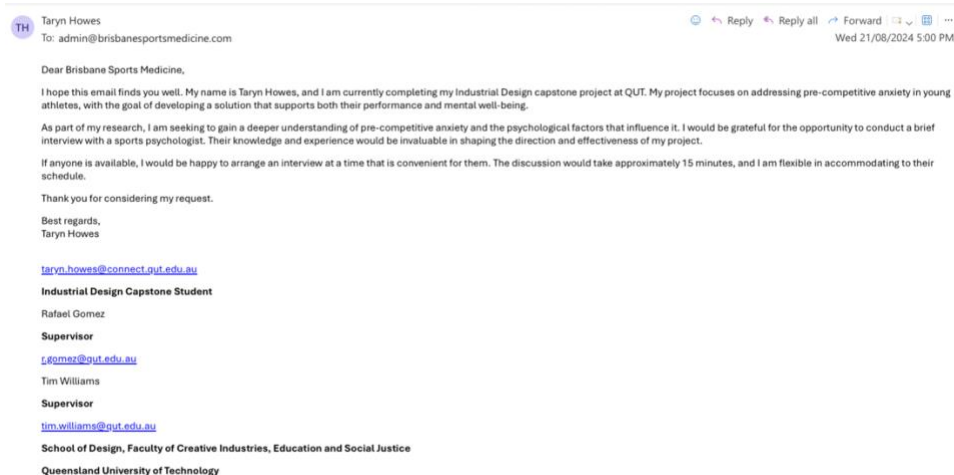 TH
Taryn Howes
To: admin@brisbanesportsmedicine.com
Reply
Reply all
Forward
Wed 21/08/2024 5:00 PM
Dear Brisbane Sports Medicine,
I hope this email finds you well. My name is Taryn Howes, and I am currently completing my Industrial Design capstone project at QUT. My project focuses on addressing pre-competitive anxiety in young
athletes, with the goal of developing a solution that supports both their performance and mental well-being.
As part of my research, I am seeking to gain a deeper understanding of pre-competitive anxiety and the psychological factors that influence it. I would be grateful for the opportunity to conduct a brief
interview with a sports psychologist. Their knowledge and experience would be invaluable in shaping the direction and effectiveness of my project.
If anyone is available, I would be happy to arrange an interview at a time that is convenient for them. The discussion would take approximately 15 minutes, and I am flexible in accommodating to their
schedule.
Thank you for considering my request.
Best regards,
Taryn Howes
taryn.howes@connect.qut.edu.au
Industrial Design Capstone Student
Rafael Gomez
Supervisor
r.gomez@qut.edu.au
Tim Williams
Supervisor
tim.williams@qut.edu.au
School of Design, Faculty of Creative Industries, Education and Social Justice
Queensland University of Technology